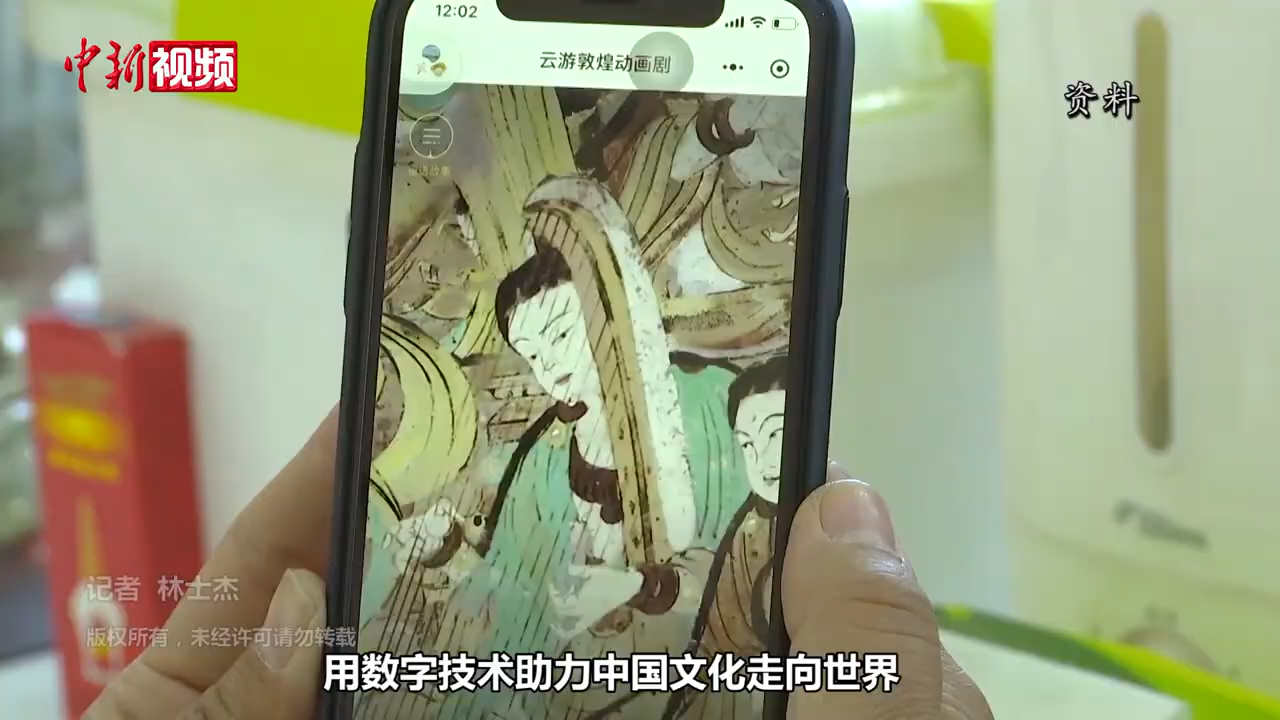 12:02
中新视频
云游敦煌动画剧
资料
记者 林士杰
版权所有，未经许可请勿转载
用数字技术助力中国文化走向世界